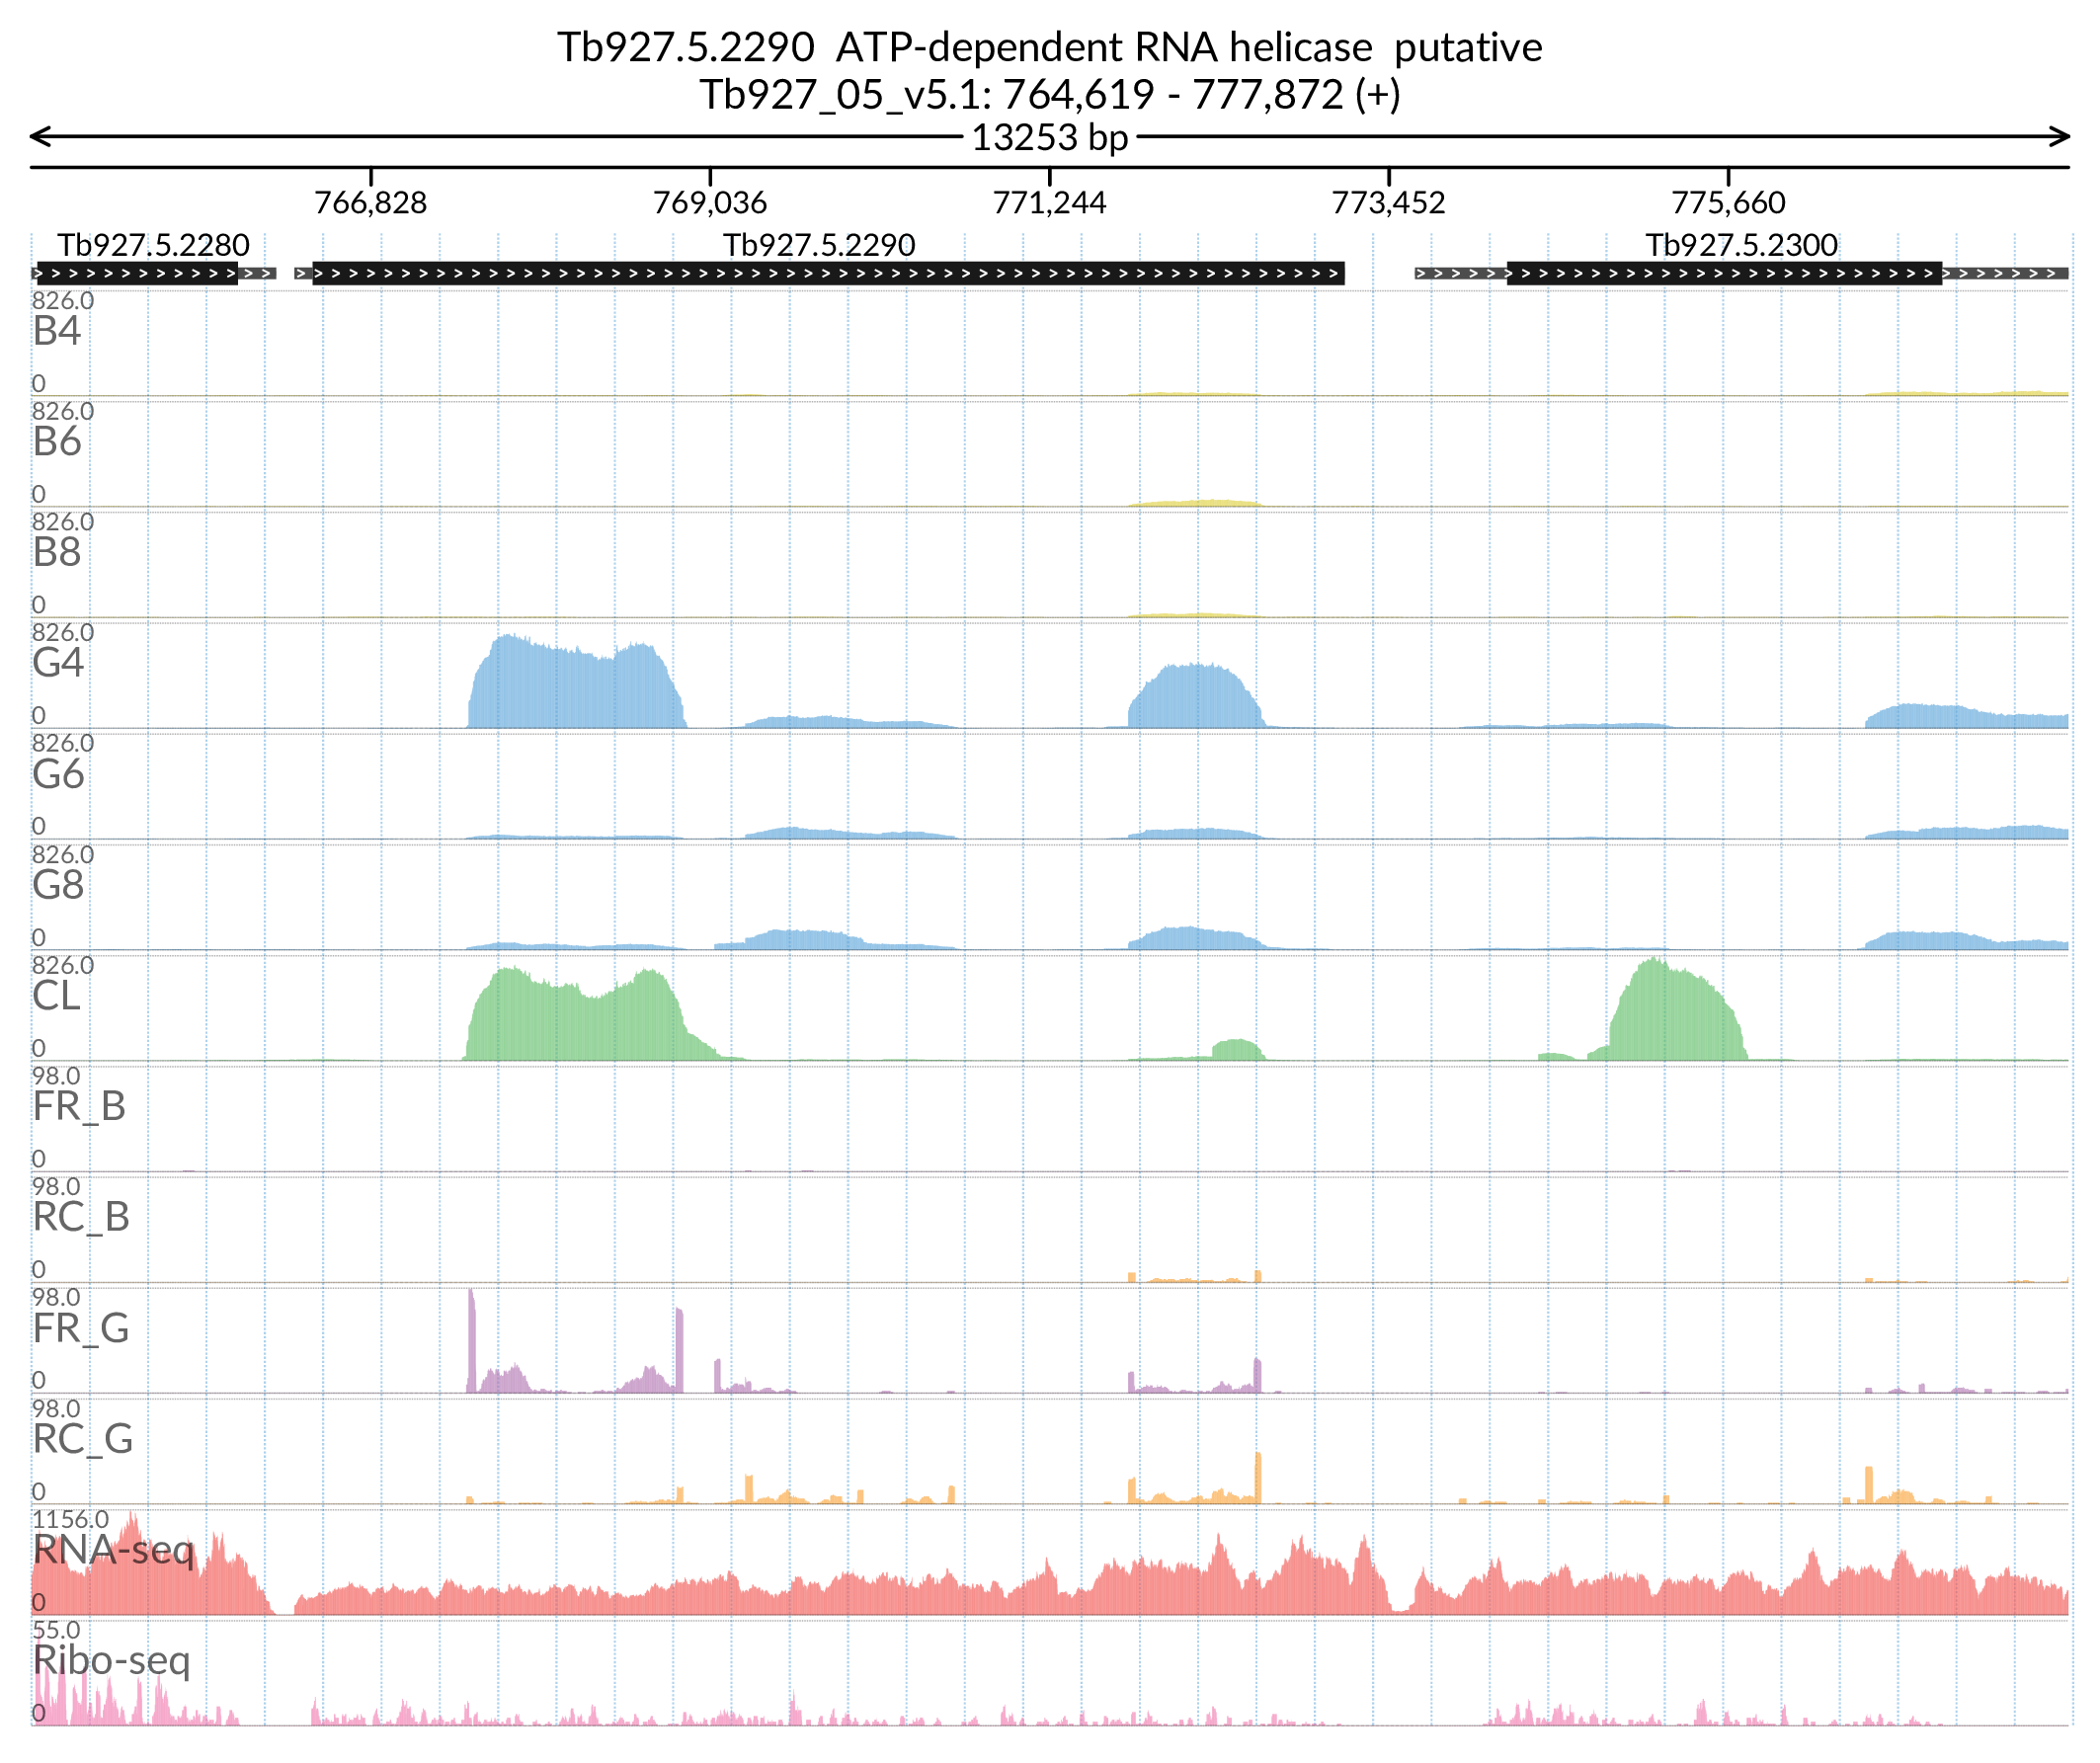 Tb927.5.2290 ATP-dependent RNA helicase putative
Tb927_05_v5.1: 764,619 - 777,872 (+)
13253 bp
766,828 769,036 771,244 773,452 775,660
Tb927.5.2280 Tb927.5.2290 Tb927.5.2300
826.0
B4
0
826.0
B6
0
826.0
B8
0
826.0
G4
0
826.0
G6
0
826.0
G8
0
826.0
CL
0
98.0
FR_B
0
98.0
RC_B
0
98.0
FR_G
0
98.0
RC_G
0
1156.0
RNA-seq
0
55.0
Ribo-seq
0